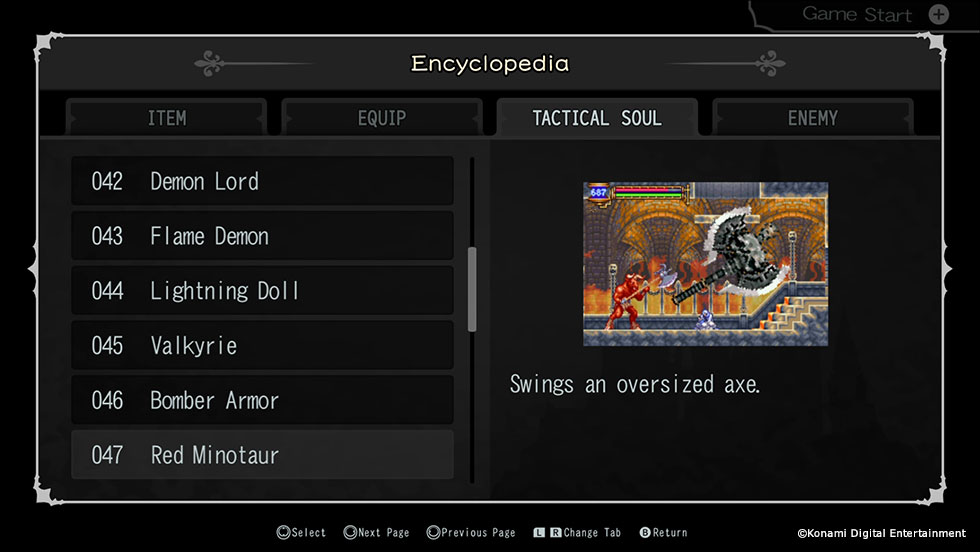 Game Start
Encyclopedia
ITEM
EQUIP
TACTICAL SOUL
ENEMY
042 Demon Lord
043 Flame Demon
044 Lightning Doll
045 Valkyrie
046 Bomber Armor
047 Red Minotaur
687
Swings an oversized axe.
Select Next Page Previous Page L R Change Tab B Return
©Konami Digital Entertainment